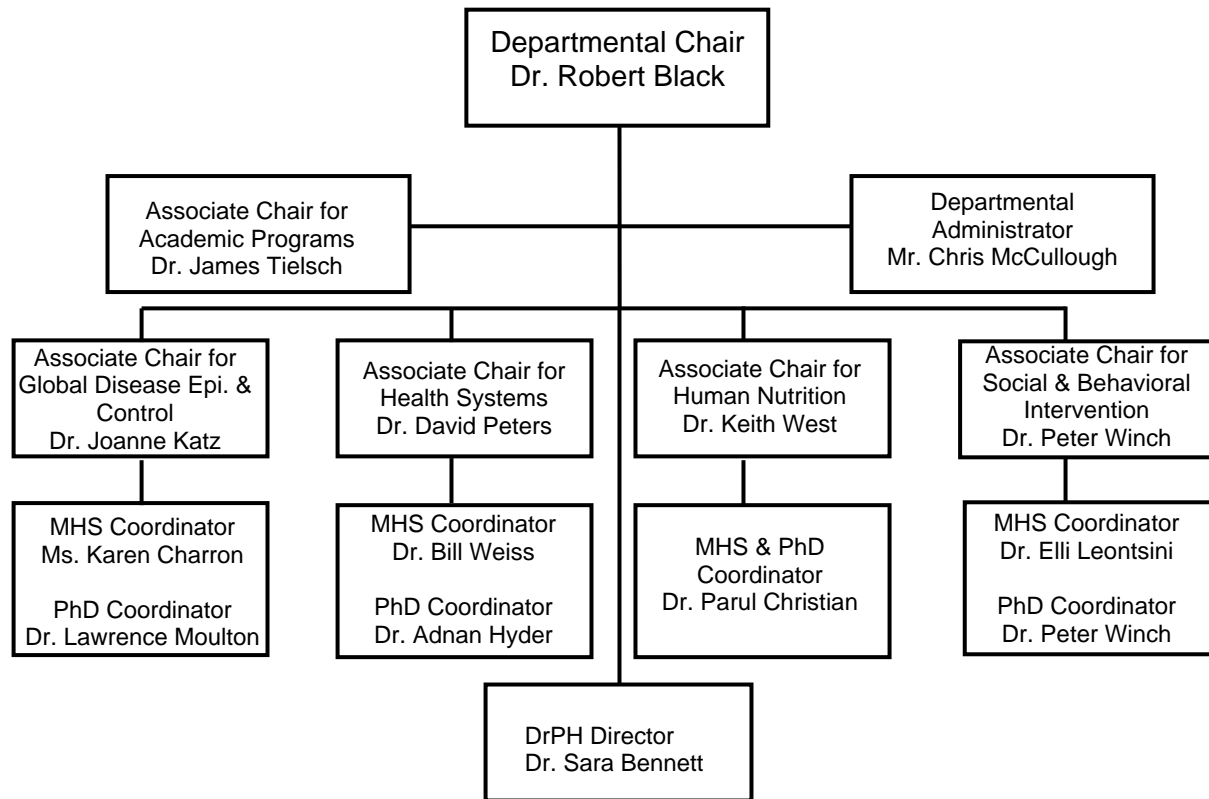 Departmental Chair
Dr. Robert Black
Associate Chair for
Academic Programs
Dr. James Tielsch
Departmental
Administrator
Mr. Chris McCullough
Associate Chair for
Global Disease Epi. &
Control
Dr. Joanne Katz
Associate Chair for
Health Systems
Dr. David Peters
Associate Chair for
Human Nutrition
Dr. Keith West
Associate Chair for
Social & Behavioral
Intervention
Dr. Peter Winch
MHS Coordinator
Ms. Karen Charron
PhD Coordinator
Dr. Lawrence Moulton
MHS Coordinator
Dr. Bill Weiss
PhD Coordinator
Dr. Adnan Hyder
MHS & PhD
Coordinator
Dr. Parul Christian
MHS Coordinator
Dr. Elli Leontsini
PhD Coordinator
Dr. Peter Winch
DrPH Director
Dr. Sara Bennett